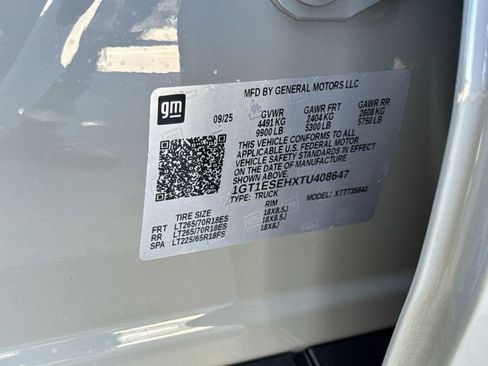 gm
MFD BY GENERAL MOTORS LLC
09/25 GVWR GAWR FRT GAWR RR
4491 KG 2404 KG 2608 KG
9900 LB 5300 LB 5750 LB
THIS VEHICLE CONFORMS TO ALL APPLICABLE
U.S. FEDERAL MOTOR VEHICLE SAFETY
STANDARDS IN EFFECT ON THE DATE OF MANUFACTURE
SHOWN ABOVE.
1GT1ESEHXTU408647
TYPE: TRUCK MODEL: X7TT35843
TIRE SIZE RIM
FRT LT265/70R18ES 18X8.5J
RR LT265/70R18ES 18X8.5J
SPA LT225/65R18FS 18X8J